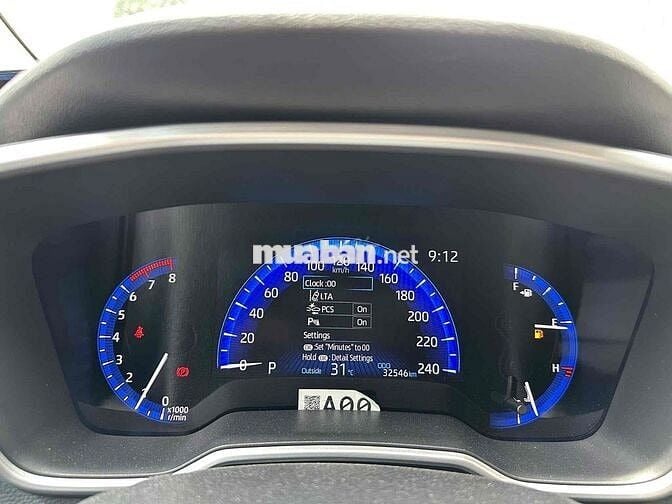 muaban.net
9:12
0 20 40 60 80 100 120 140 160 180 200 220 240
km/h
Clock :00
LTA
PCS On
P On
Settings
OK :Set "Minutes" to 00
Hold OK :Detail Settings
P
Outside 31°C
ODO 32546 km
0 1 2 3 4 5 6 7 8
x1000
r/min
F
E
H
A00